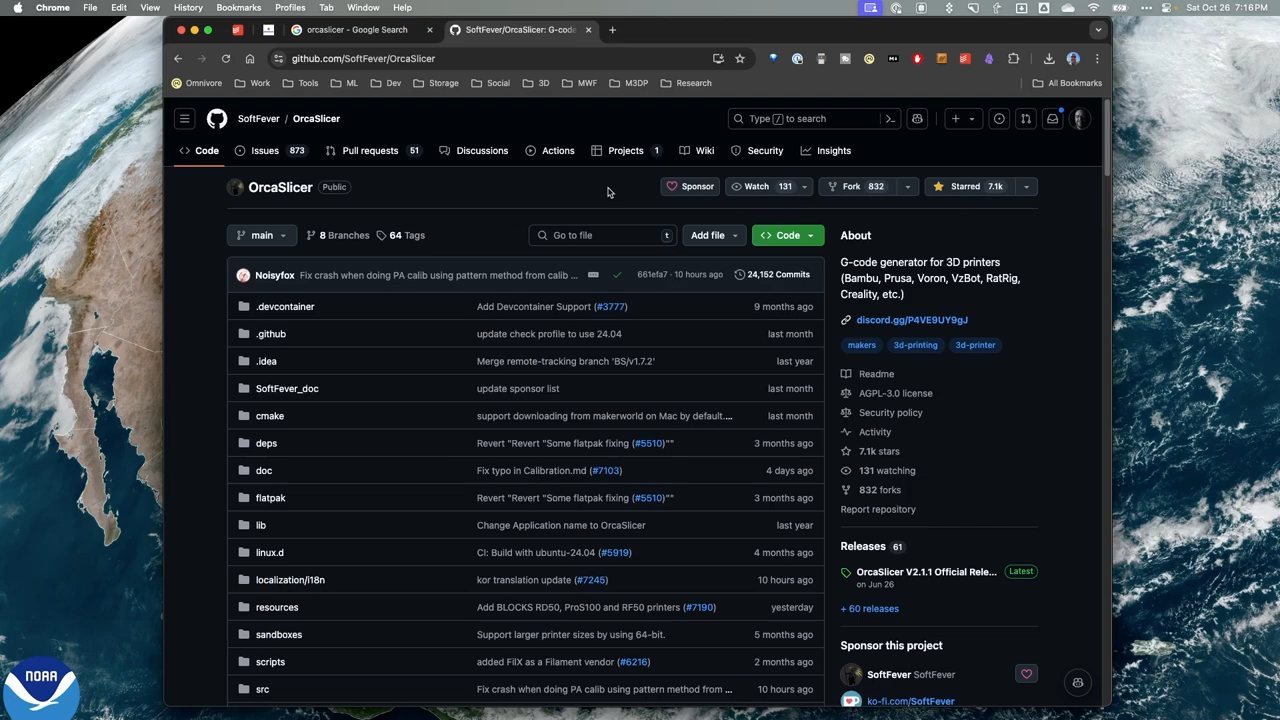 Chrome File Edit View History Bookmarks Profiles Tab Window Help Sat Oct 26 7:16 PM
orcaslicer - Google Search SoftFever/OrcaSlicer: G-code
github.com/SoftFever/OrcaSlicer
Omnivore Work Tools ML Dev Storage Social 3D MWF M3DP Research All Bookmarks
SoftFever / OrcaSlicer Type / to search
Code Issues 873 Pull requests 51 Discussions Actions Projects 1 Wiki Security Insights
OrcaSlicer Public Sponsor Watch 131 Fork 832 Starred 7.1k
main 8 Branches 64 Tags Go to file t Add file Code
Noisyfox Fix crash when doing PA calib using pattern method from calib ... 661efa7 · 10 hours ago 24,152 Commits
.devcontainer Add Devcontainer Support (#3777) 9 months ago
.github update check profile to use 24.04 last month
.idea Merge remote-tracking branch 'BS/v1.7.2' last year
SoftFever_doc update sponsor list last month
cmake support downloading from makerworld on Mac by default.... last month
deps Revert "Revert "Some flatpak fixing (#5510)"" 3 months ago
doc Fix typo in Calibration.md (#7103) 4 days ago
flatpak Revert "Revert "Some flatpak fixing (#5510)"" 3 months ago
lib Change Application name to OrcaSlicer last year
linux.d CI: Build with ubuntu-24.04 (#5919) 4 months ago
localization/i18n kor translation update (#7245) 10 hours ago
resources Add BLOCKS RD50, ProS100 and RF50 printers (#7190) yesterday
sandboxes Support larger printer sizes by using 64-bit. 5 months ago
scripts added FilX as a Filament vendor (#6216) 2 months ago
src Fix crash when doing PA calib using pattern method from ... 10 hours ago
About
G-code generator for 3D printers
(Bambu, Prusa, Voron, VzBot, RatRig,
Creality, etc.)
discord.gg/P4VE9UY9gJ
makers 3d-printing 3d-printer
Readme
AGPL-3.0 license
Security policy
Activity
7.1k stars
131 watching
832 forks
Report repository
Releases 61
OrcaSlicer V2.1.1 Official Rele... Latest
on Jun 26
+ 60 releases
Sponsor this project
SoftFever SoftFever
ko-fi.com/SoftFever
NOAA